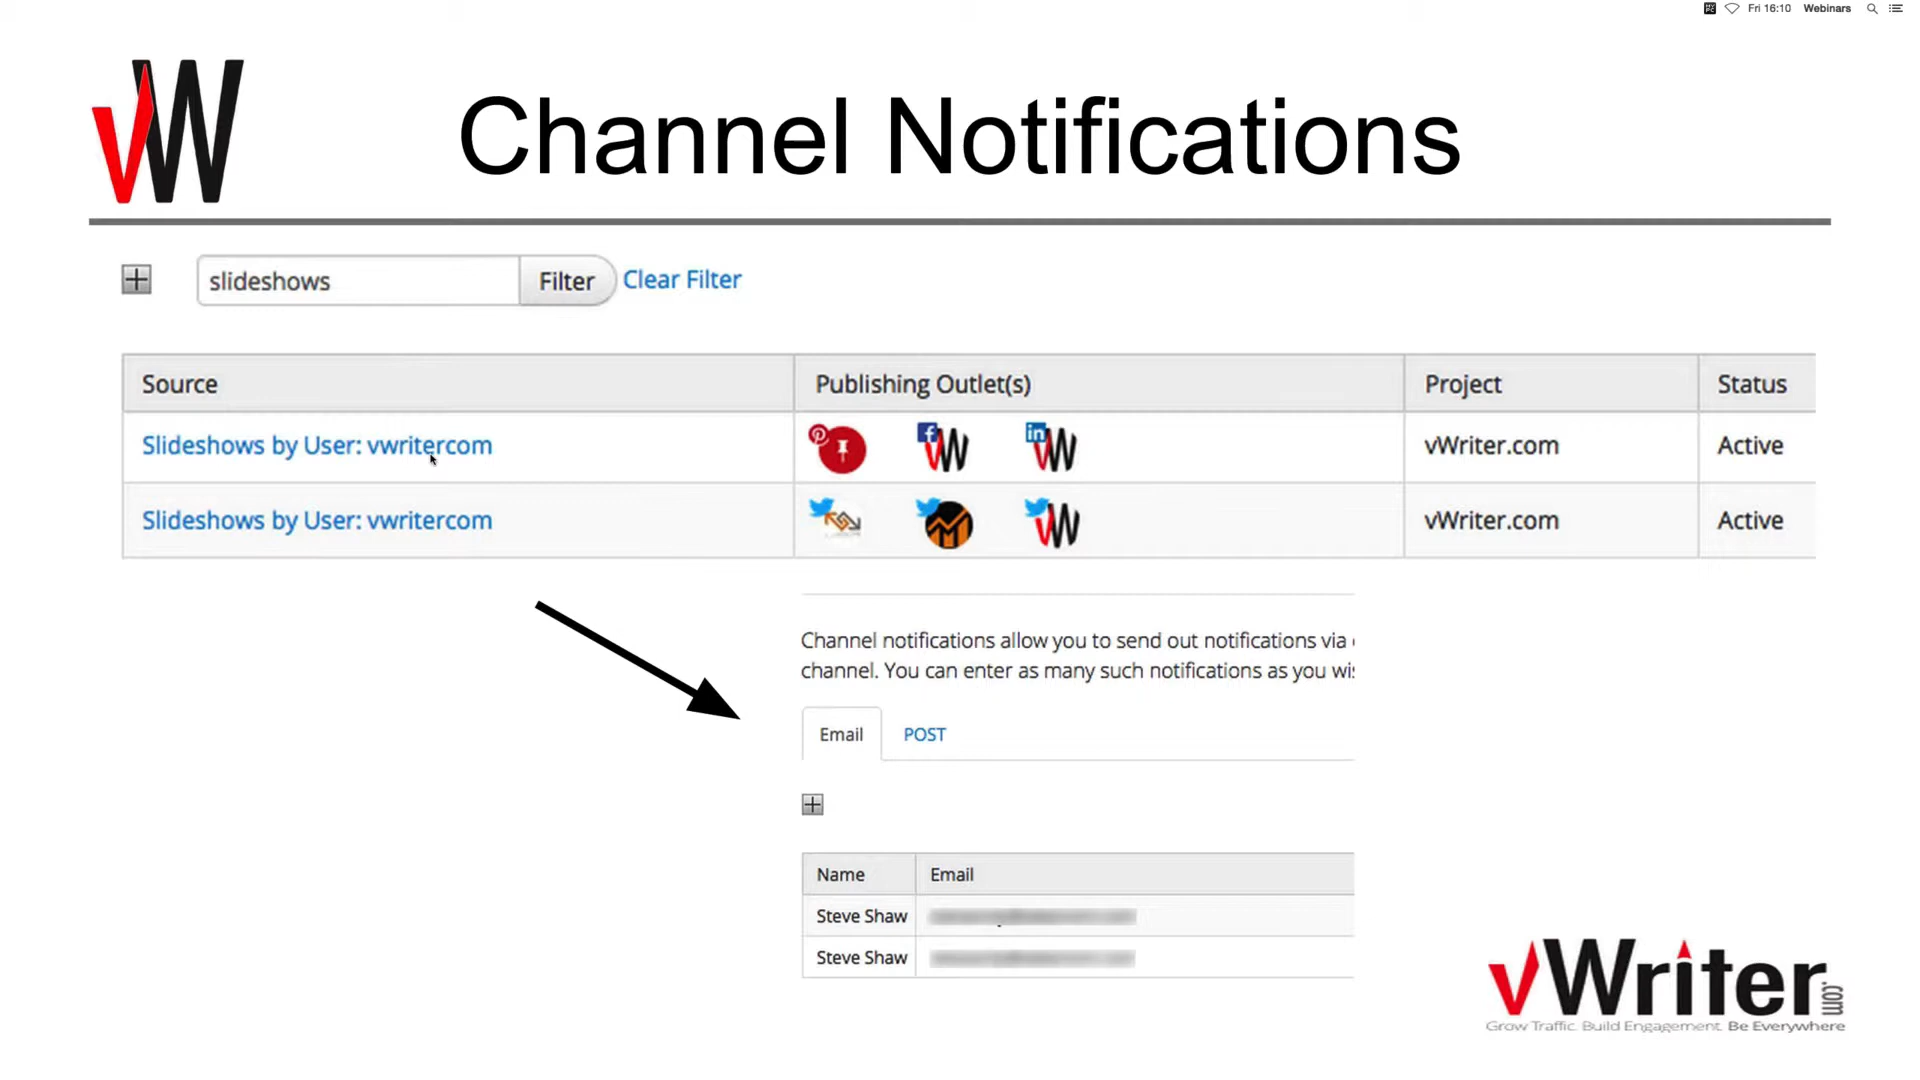 Fri 16:10 Webinars
vW
Channel Notifications
slideshows Filter Clear Filter
Source Publishing Outlet(s) Project Status
Slideshows by User: vwritercom vWriter.com Active
Slideshows by User: vwritercom vWriter.com Active
Channel notifications allow you to send out notifications via
channel. You can enter as many such notifications as you
Email POST
Name Email
Steve Shaw
Steve Shaw
vWriter.com
Grow Traffic. Build Engagement. Be Everywhere